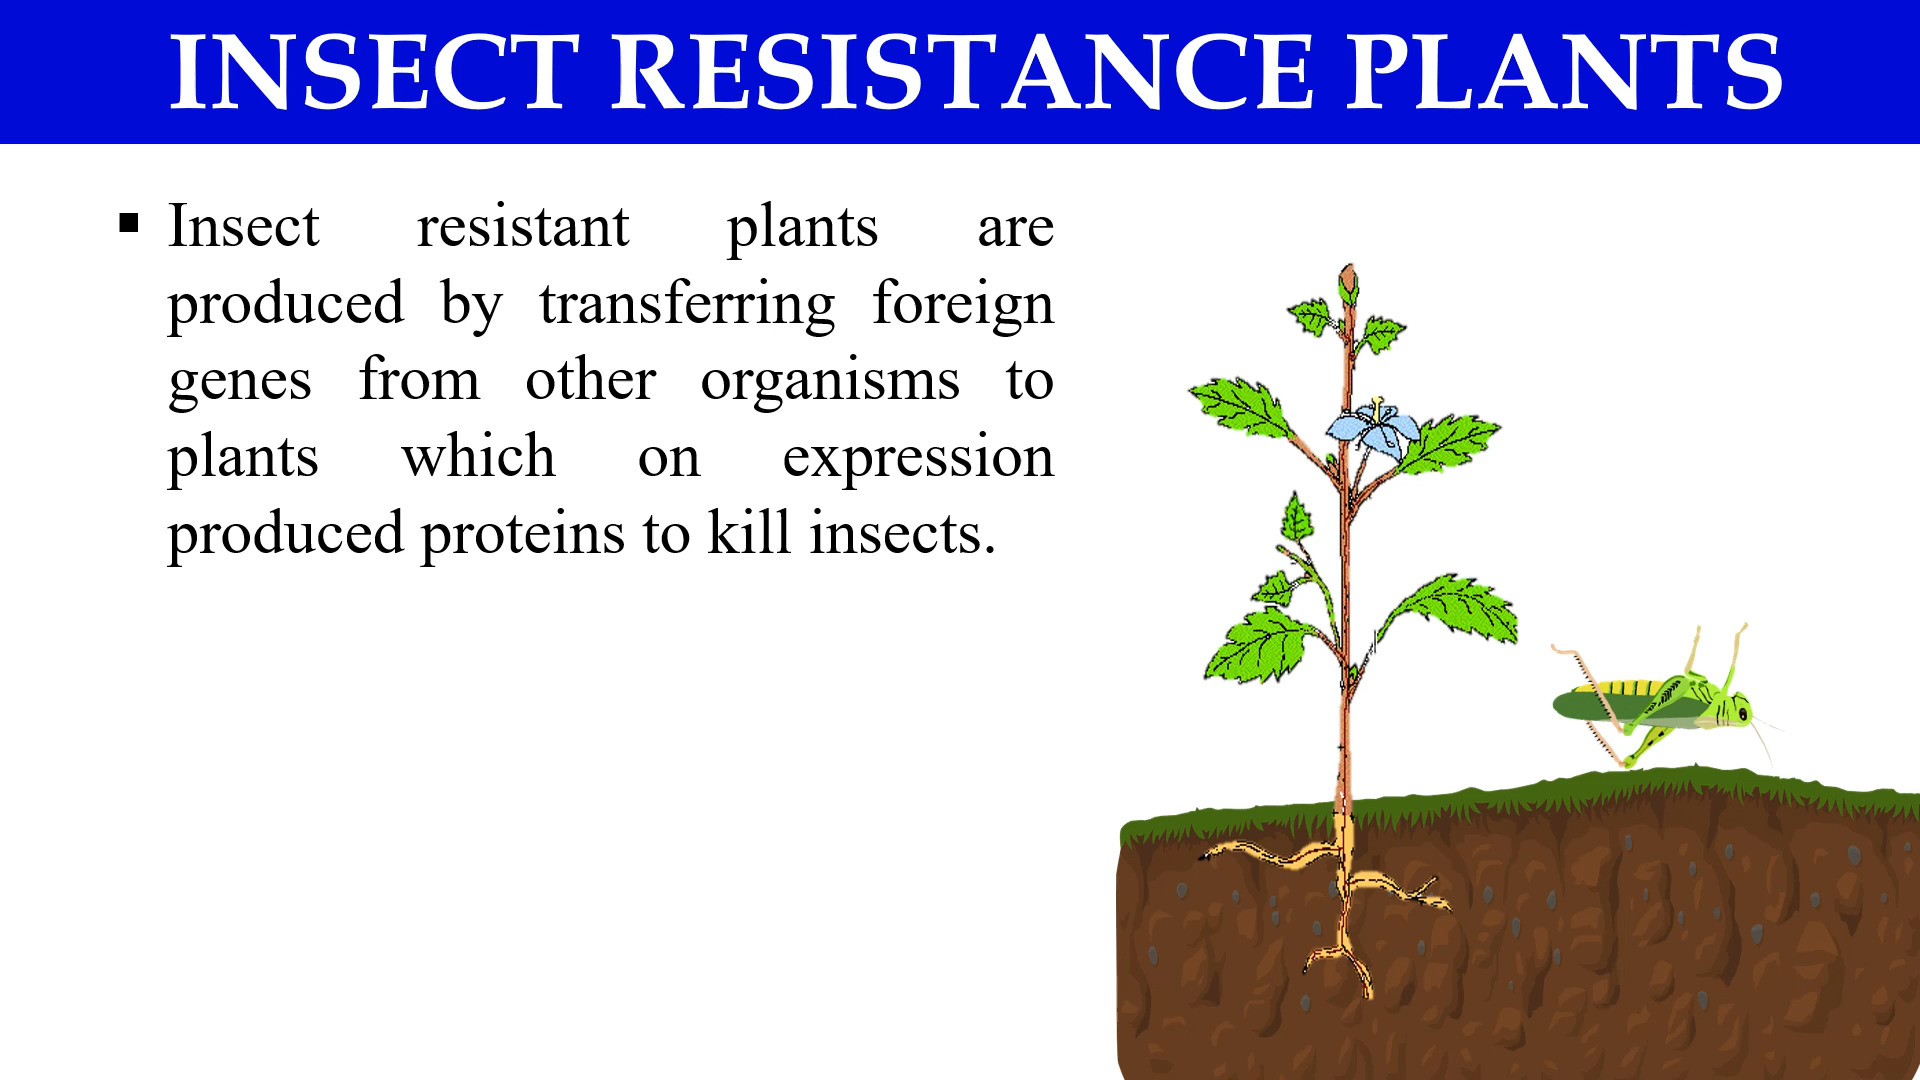 INSECT RESISTANCE PLANTS
▪ Insect resistant plants are
produced by transferring foreign
genes from other organisms to
plants which on expression
produced proteins to kill insects.